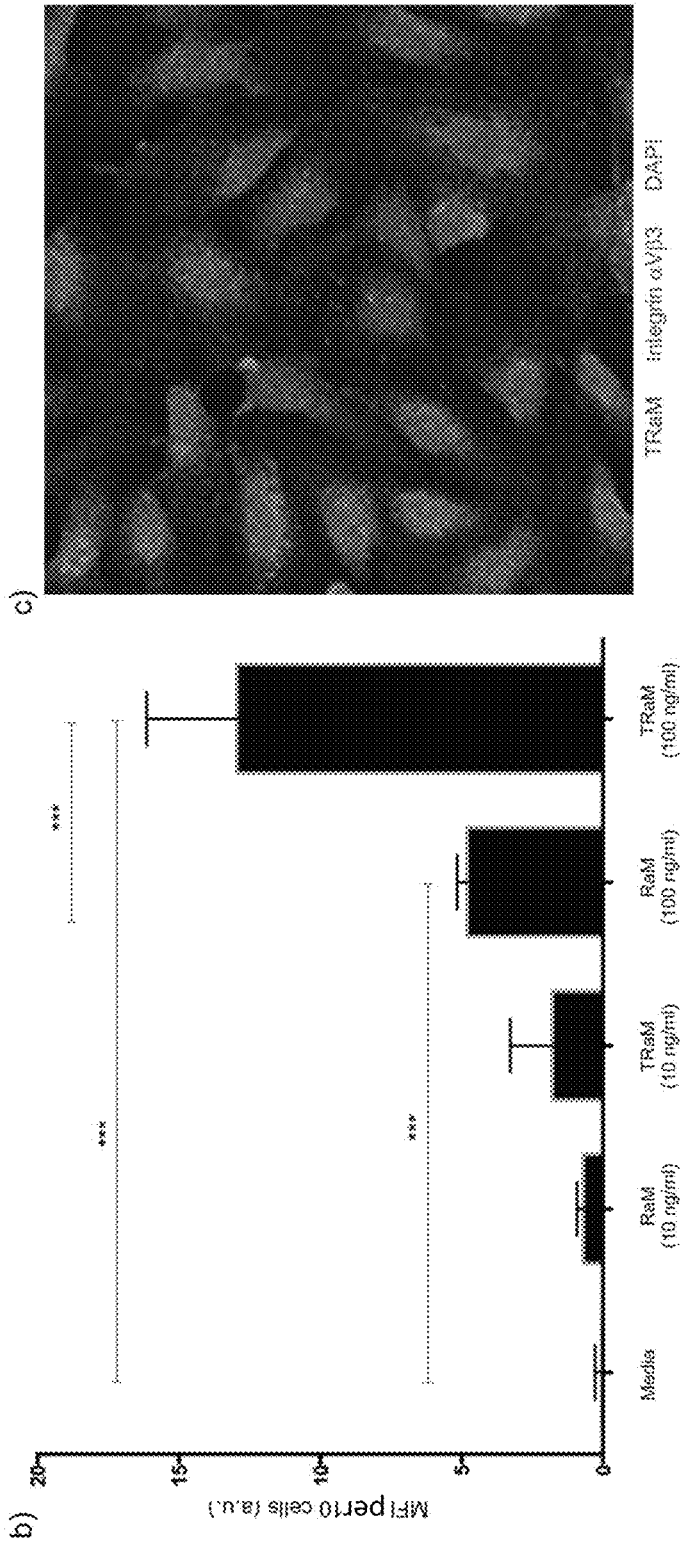 b)
MFI per10 cells (a.u.)
20
15
10
5
0
***
***
***
Media
RaM
(10 ng/ml)
TRaM
(10 ng/ml)
RaM
(100 ng/ml)
TRaM
(100 ng/ml)
c)
TRaM Integrin αVβ3 DAPI